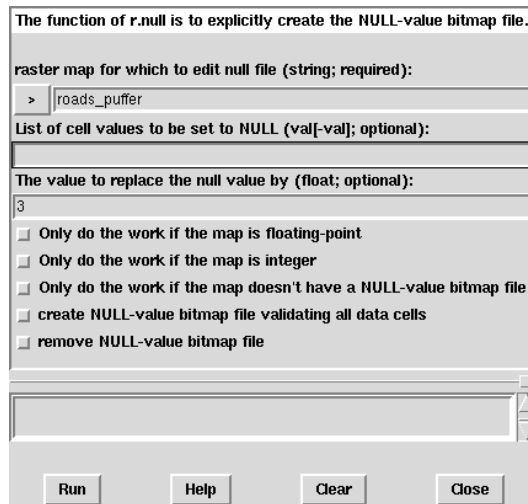 The function of r.null is to explicitly create the NULL-value bitmap file.
raster map for which to edit null file (string; required):
> roads_puffer
List of cell values to be set to NULL (val[-val]; optional):
The value to replace the null value by (float; optional):
3
Only do the work if the map is floating-point
Only do the work if the map is integer
Only do the work if the map doesn't have a NULL-value bitmap file
create NULL-value bitmap file validating all data cells
remove NULL-value bitmap file
Run Help Clear Close